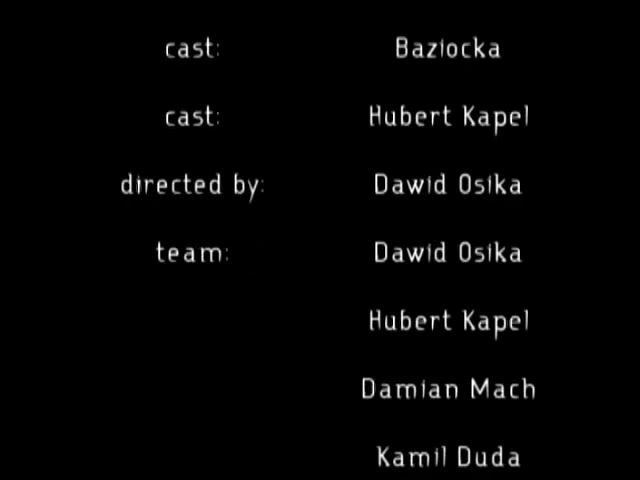 cast: Baziocka
cast: Hubert Kapel
directed by: Dawid Osika
team: Dawid Osika
Hubert Kapel
Damian Mach
Kamil Duda